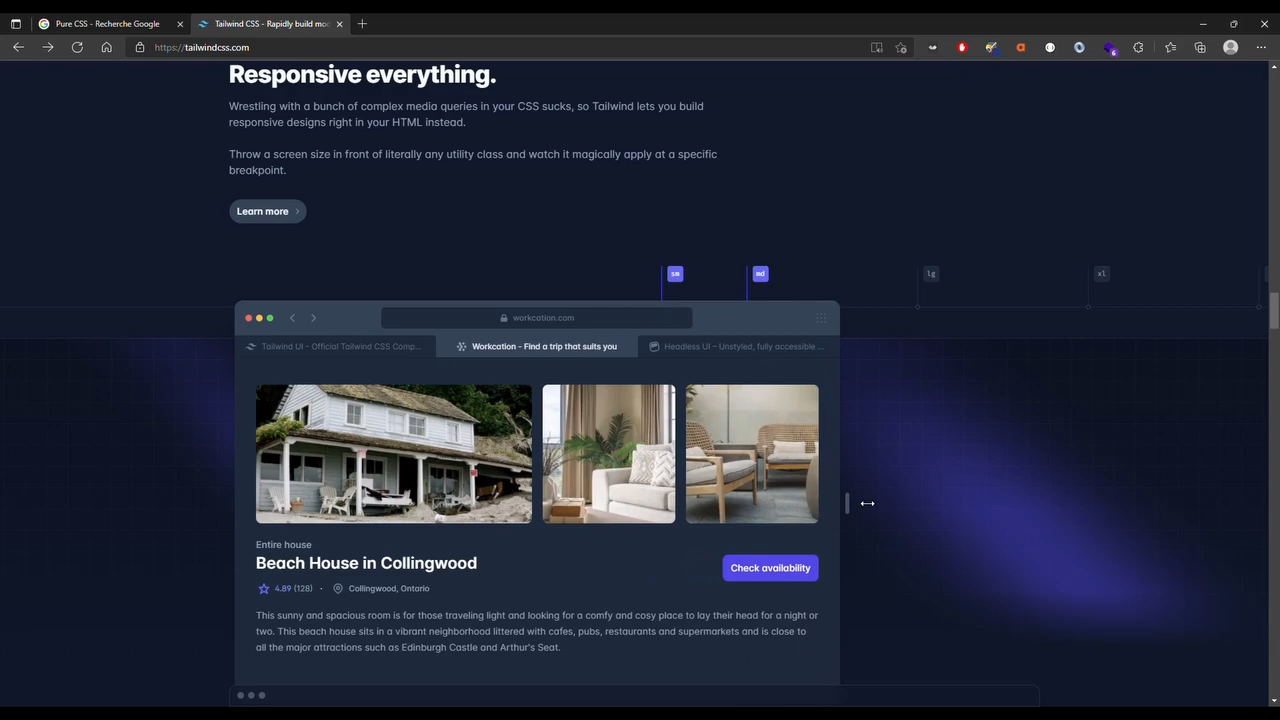 Pure CSS - Recherche Google
Tailwind CSS - Rapidly build mod
https://tailwindcss.com
6
Responsive everything.
Wrestling with a bunch of complex media queries in your CSS sucks, so Tailwind lets you build
responsive designs right in your HTML instead.
Throw a screen size in front of literally any utility class and watch it magically apply at a specific
breakpoint.
Learn more
sm
md
lg
xl
workcation.com
Tailwind UI - Official Tailwind CSS Comp...
Workcation - Find a trip that suits you
Headless UI – Unstyled, fully accessible ...
Entire house
Beach House in Collingwood
Check availability
4.89 (128) · Collingwood, Ontario
This sunny and spacious room is for those traveling light and looking for a comfy and cosy place to lay their head for a night or
two. This beach house sits in a vibrant neighborhood littered with cafes, pubs, restaurants and supermarkets and is close to
all the major attractions such as Edinburgh Castle and Arthur's Seat.